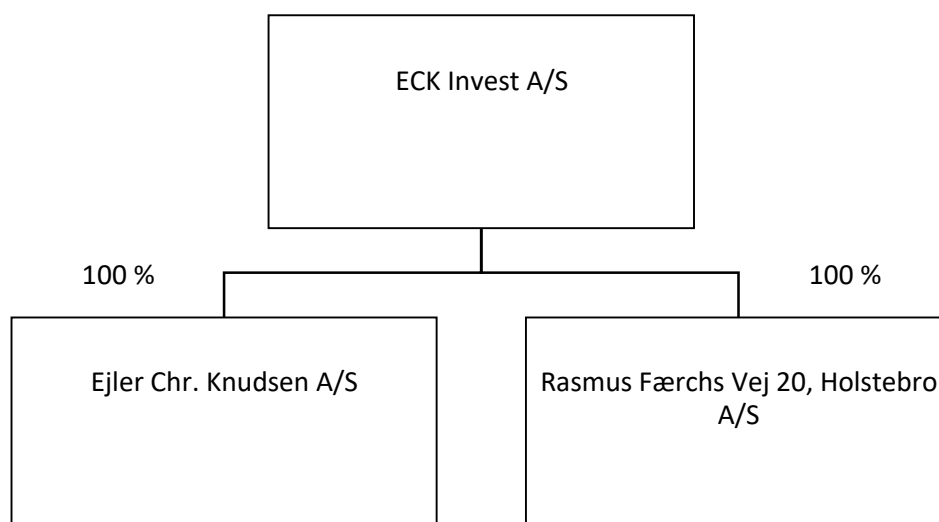 ECK Invest A/S
100 %
100 %
Ejler Chr. Knudsen A/S
Rasmus Færchs Vej 20, Holstebro
A/S